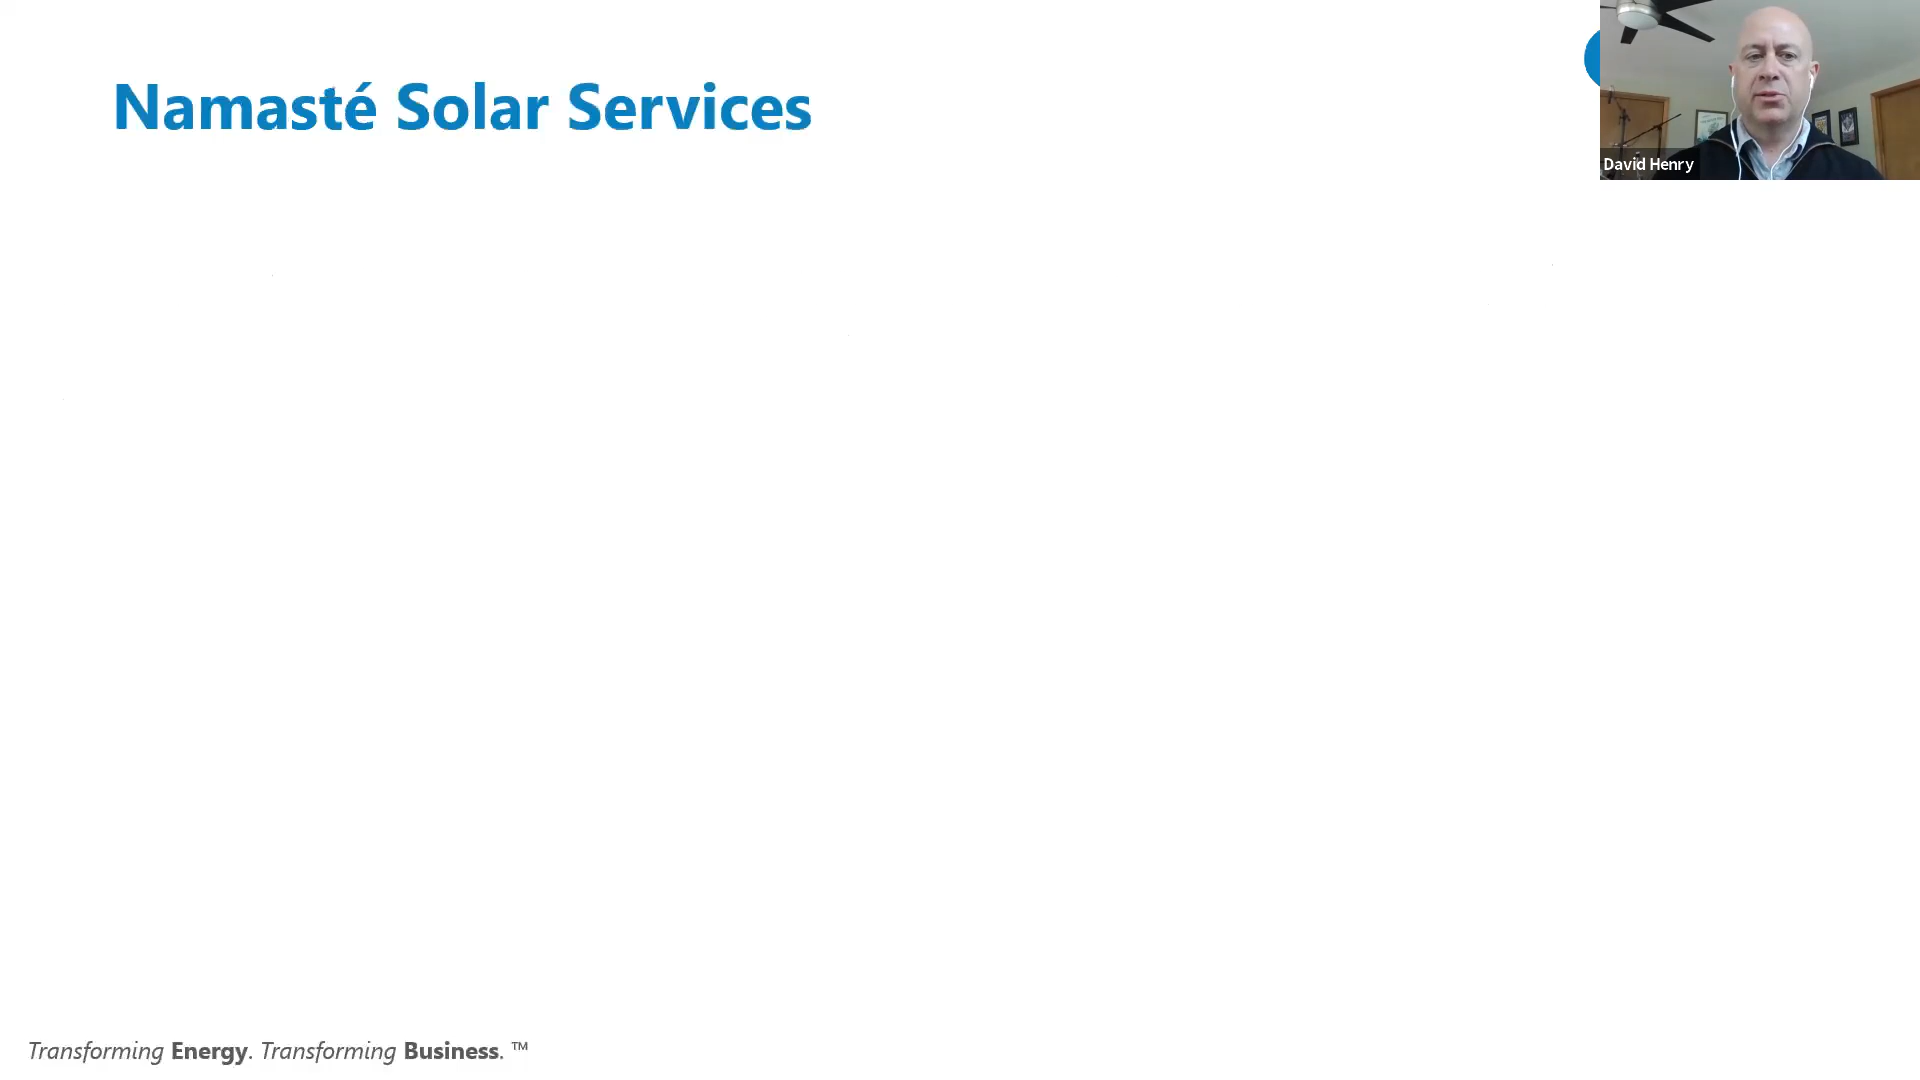 Namasté Solar Services
David Henry
Transforming Energy. Transforming Business. ™